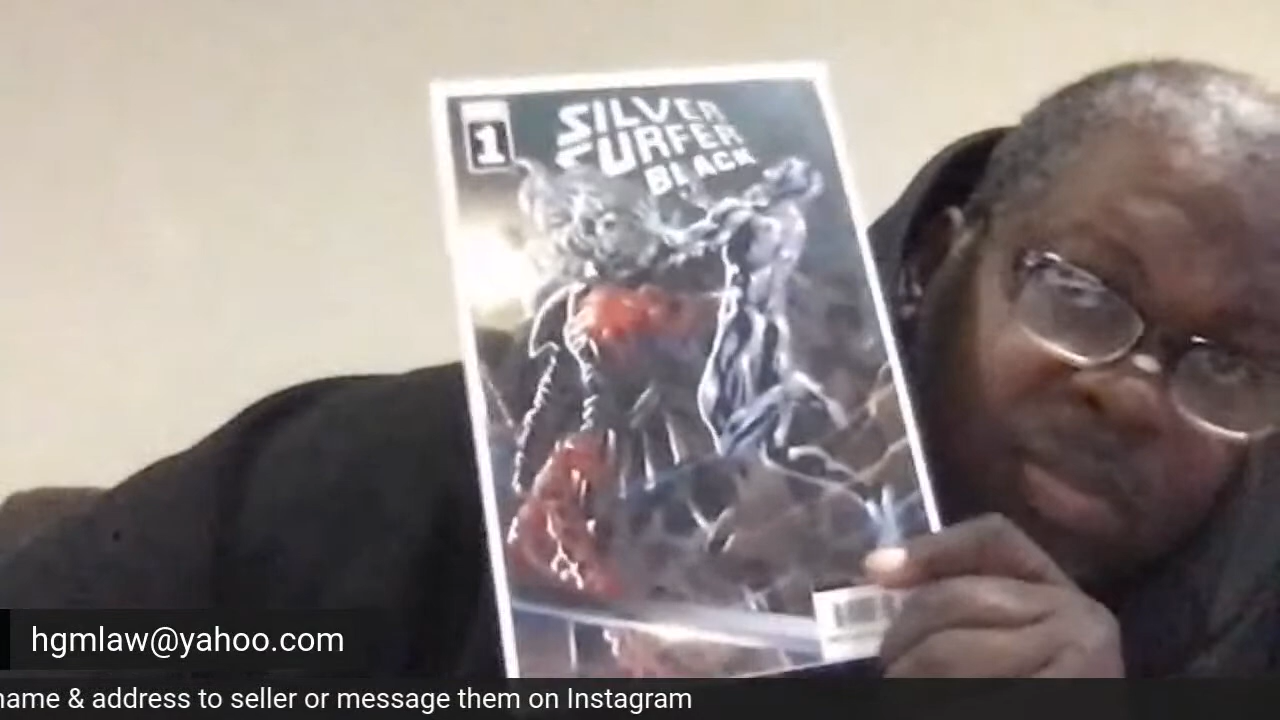 1
SILVER
SURFER
BLACK
hgmlaw@yahoo.com
name & address to seller or message them on Instagram